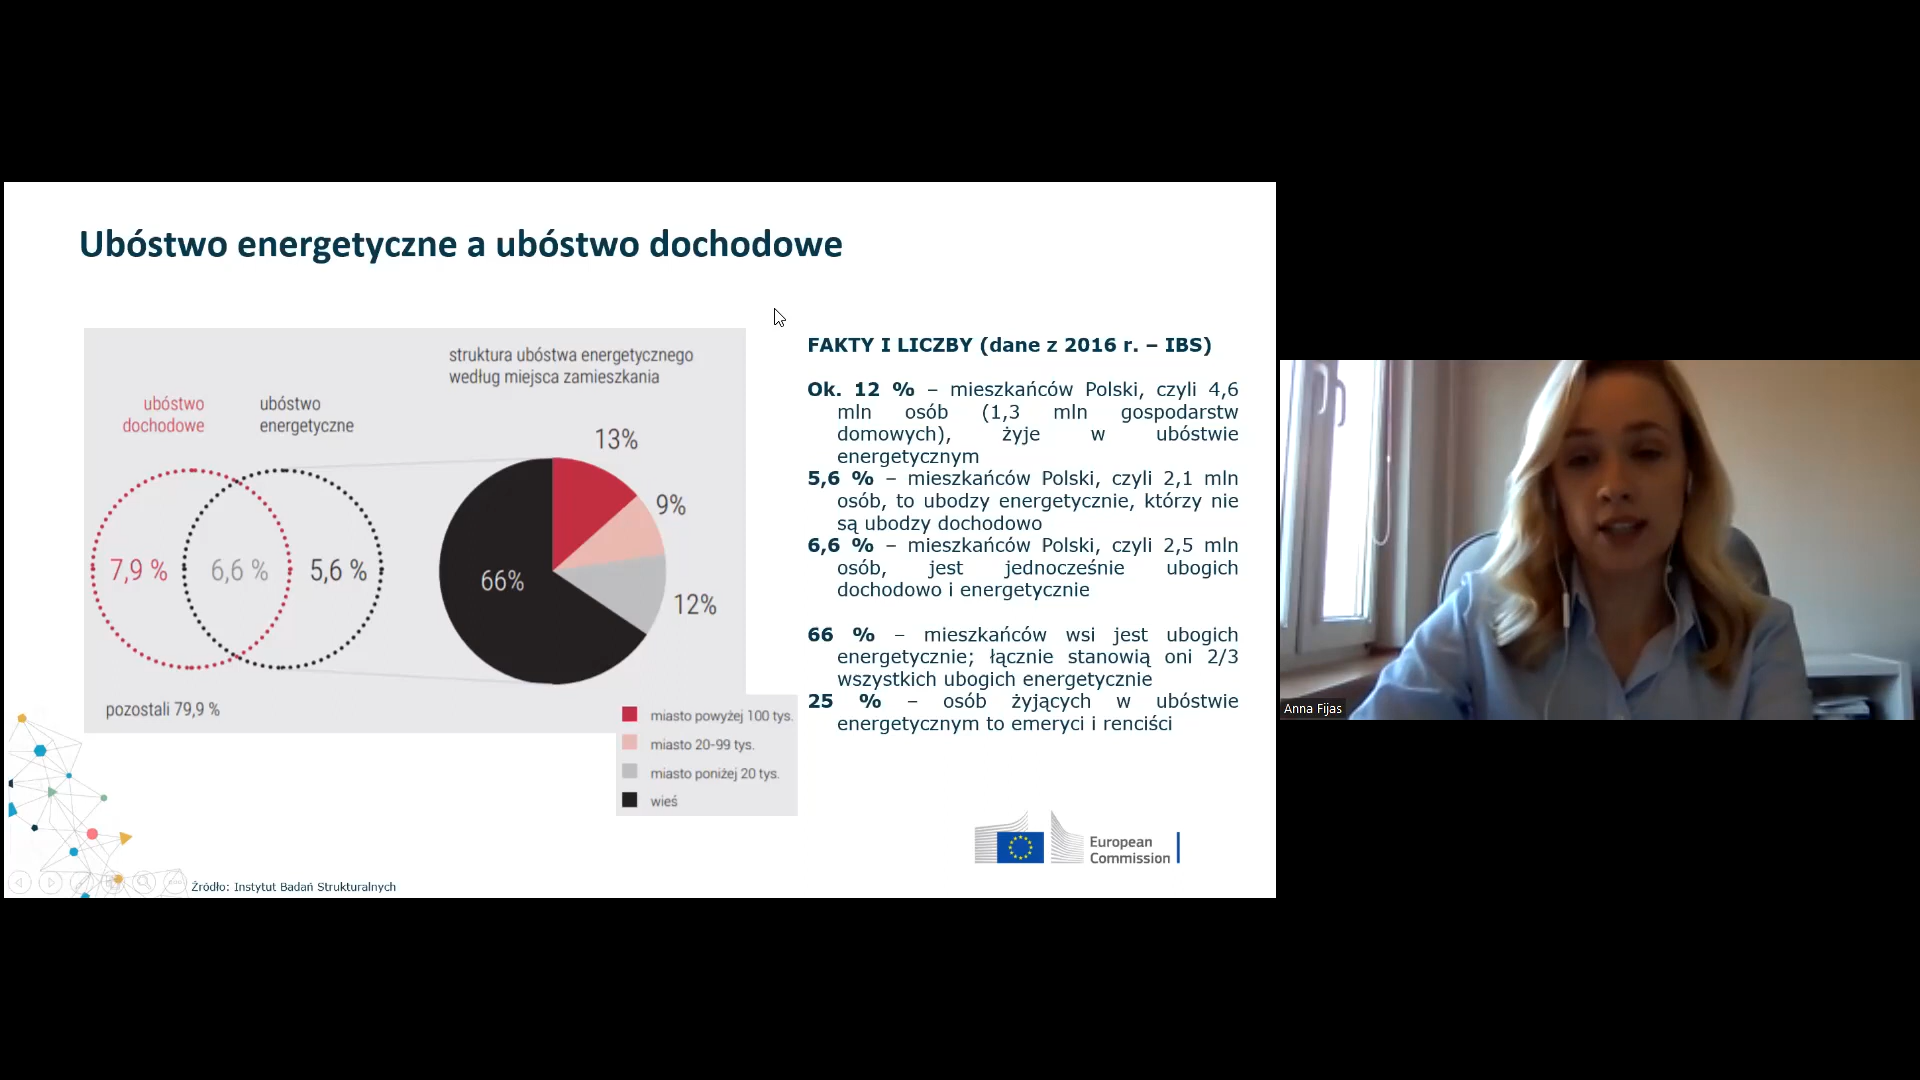 Ubóstwo energetyczne a ubóstwo dochodowe
struktura ubóstwa energetycznego
według miejsca zamieszkania
ubóstwo
dochodowe
ubóstwo
energetyczne
7,9 %
6,6 %
5,6 %
13%
9%
12%
66%
pozostali 79,9 %
miasto powyżej 100 tys.
miasto 20-99 tys.
miasto poniżej 20 tys.
wieś
FAKTY I LICZBY (dane z 2016 r. – IBS)
Ok. 12 % – mieszkańców Polski, czyli 4,6
mln osób (1,3 mln gospodarstw
domowych), żyje w ubóstwie
energetycznym
5,6 % – mieszkańców Polski, czyli 2,1 mln
osób, to ubodzy energetycznie, którzy nie
są ubodzy dochodowo
6,6 % – mieszkańców Polski, czyli 2,5 mln
osób, jest jednocześnie ubogich
dochodowo i energetycznie
66 % – mieszkańców wsi jest ubogich
energetycznie; łącznie stanowią oni 2/3
wszystkich ubogich energetycznie
25 % – osób żyjących w ubóstwie
energetycznym to emeryci i renciści
European
Commission
Źródło: Instytut Badań Strukturalnych
Anna Fijas